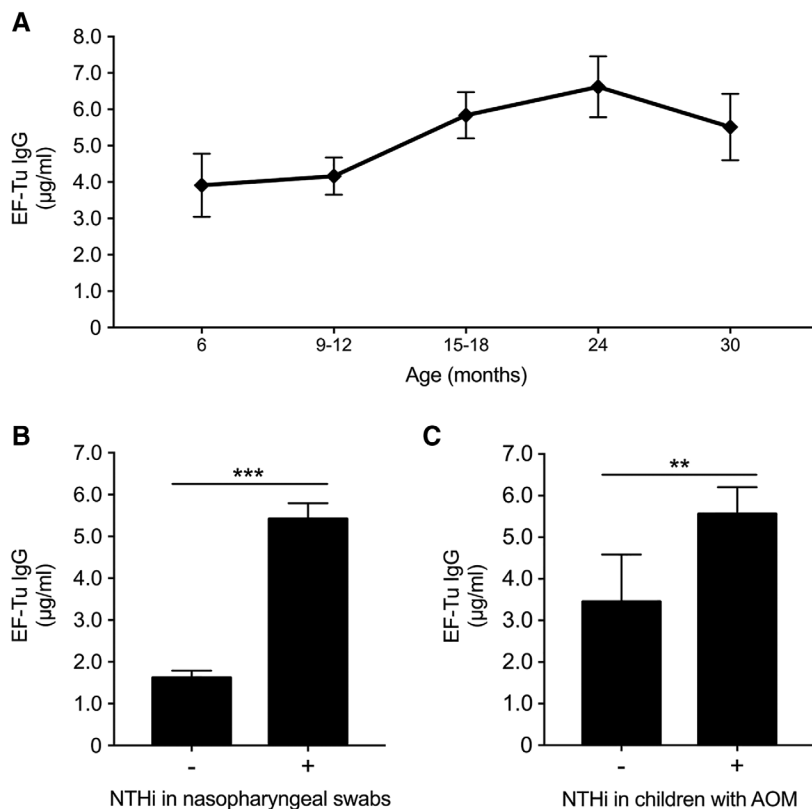 A
8.0
7.0
6.0
5.0
4.0
3.0
2.0
1.0
0
EF-Tu IgG
(µg/ml)
6 9-12 15-18 24 30
Age (months)
B
7.0
6.0
5.0
4.0
3.0
2.0
1.0
0
EF-Tu IgG
(µg/ml)
***
- +
NTHi in nasopharyngeal swabs
C
7.0
6.0
5.0
4.0
3.0
2.0
1.0
0
EF-Tu IgG
(µg/ml)
**
- +
NTHi in children with AOM